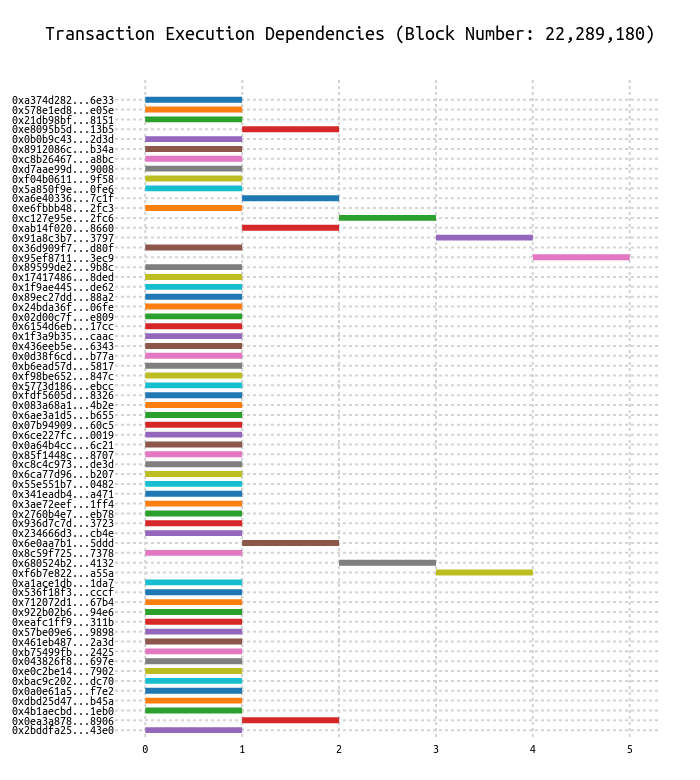 Transaction Execution Dependencies (Block Number: 22,289,180)
0xa374d282...6e33
0x578e1ed8...e05e
0x21db98bf...8151
0xe8095b5d...13b5
0x0b0b9c43...2d3d
0x8912086c...b34a
0xc8b26467...a8bc
0xd7aae99d...9008
0xf04b0611...9f58
0x5a850f9e...0fe6
0xa6e40336...7c1f
0xe6fbbb48...2fc3
0xc127e95e...2fc6
0xab14f020...8660
0x91a8c3b7...3797
0x36d909f7...d80f
0x95ef8711...3ec9
0x89599de2...9b8c
0x17417486...8ded
0x1f9ae445...de62
0x89ec27dd...88a2
0x24bda36f...06fe
0x02d00c7f...e809
0x6154d6eb...17cc
0x1f3a9b35...caac
0x436eeb5e...6343
0x0d38f6cd...b77a
0xb6ead57d...5817
0xf98be652...847c
0x5773d186...ebcc
0xfdf5605d...8326
0x083a68a1...4b2e
0x6ae3a1d5...b655
0x07b94909...60c5
0x6ce227fc...0019
0x0a64b4cc...6c21
0x85f1448c...8707
0xc8c4c973...de3d
0x6ca77d96...b207
0x55e551b7...0482
0x341eadb4...a471
0x3ae72eef...1ff4
0x2760b4e7...eb78
0x936d7c7d...3723
0x234666d3...cb4e
0x6e0aa7b1...5ddd
0x8c59f725...7378
0x680524b2...4132
0xf6b7e822...a55a
0xa1ace1db...1da7
0x536f18f3...cccf
0x712072d1...67b4
0x922b02b6...94e6
0xeafc1ff9...311b
0x57be09e6...9898
0x461eb487...2a3d
0xb75499fb...2425
0x043826f8...697e
0xe0c2be14...7902
0xbac9c202...dc70
0x0a0e61a5...f7e2
0xdbd25d47...b45a
0x4b1aecbd...1eb0
0x0ea3a878...8906
0x2bddfa25...43e0
0 1 2 3 4 5